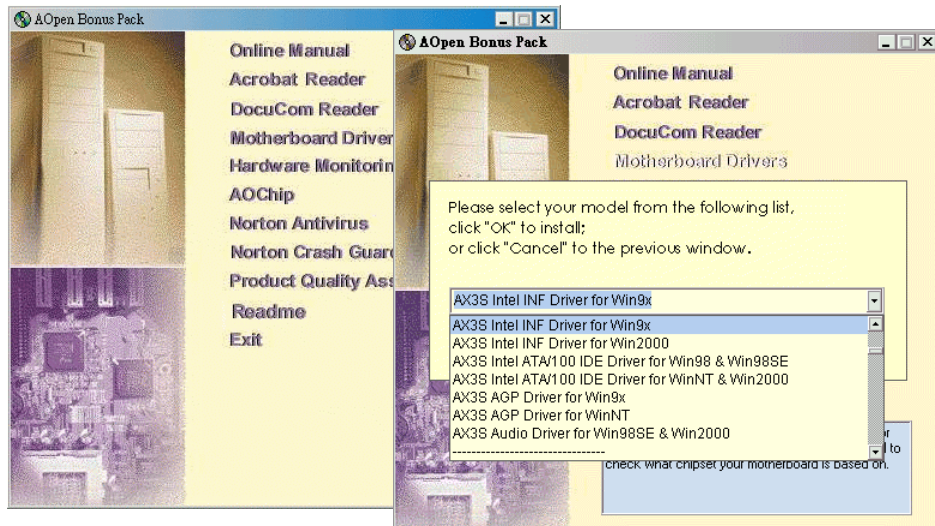 AOpen Bonus Pack
Online Manual
Acrobat Reader
DocuCom Reader
Motherboard Driver
Hardware Monitorin
AOChip
Norton Antivirus
Norton Crash Guar
Product Quality Ass
Readme
Exit
AOpen Bonus Pack
Online Manual
Acrobat Reader
DocuCom Reader
Motherboard Drivers
Please select your model from the following list,
click "OK" to install;
or click "Cancel" to the previous window.
AX3S Intel INF Driver for Win9x
AX3S Intel INF Driver for Win9x
AX3S Intel INF Driver for Win2000
AX3S Intel ATA/100 IDE Driver for Win98 & Win98SE
AX3S Intel ATA/100 IDE Driver for WinNT & Win2000
AX3S AGP Driver for Win9x
AX3S AGP Driver for WinNT
AX3S Audio Driver for Win98SE & Win2000
--------------------------------
to
check what chipset your motherboard is based on.